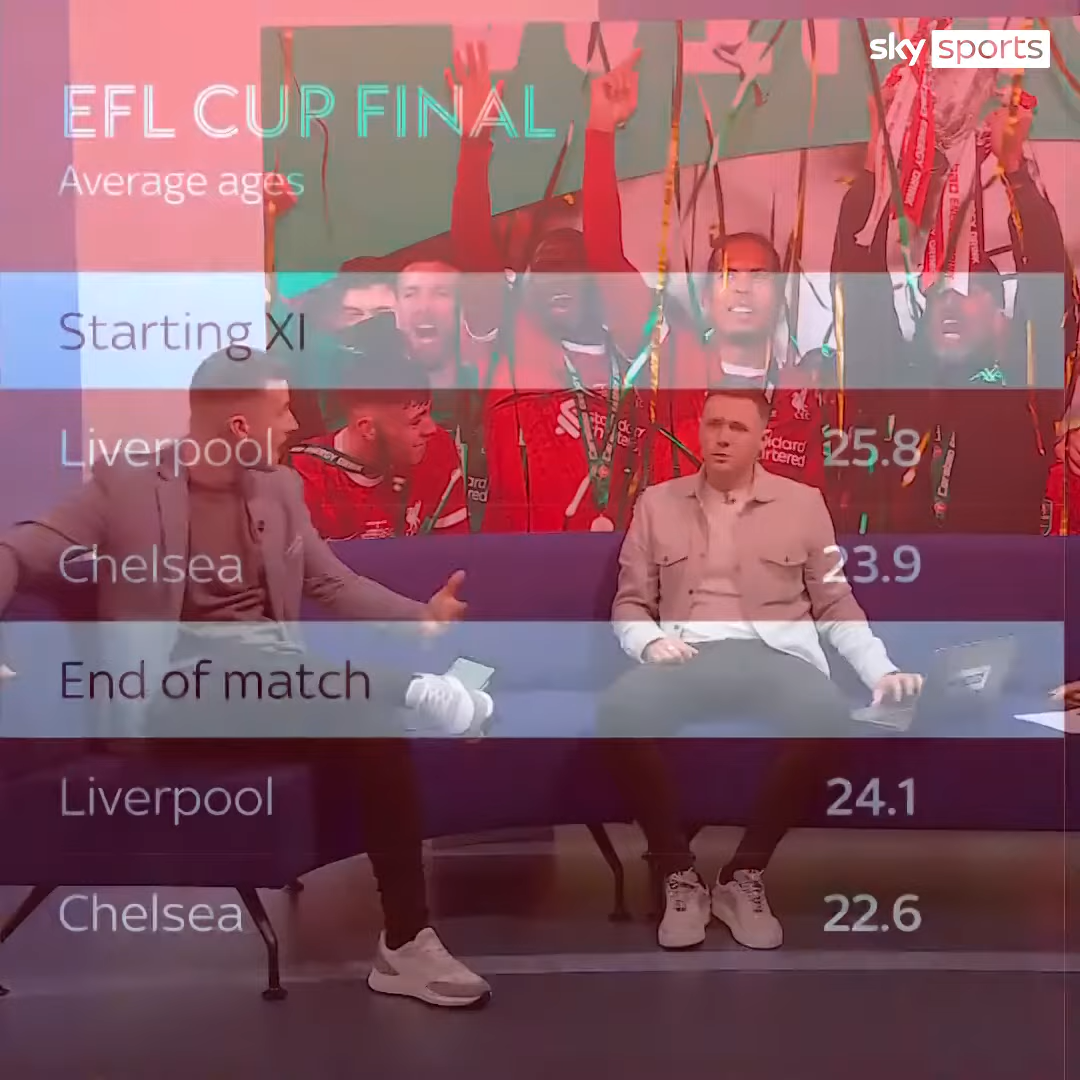 sky sports
EFL CUP FINAL
Average ages
Starting XI
Liverpool 25.8
Chelsea 23.9
End of match
Liverpool 24.1
Chelsea 22.6